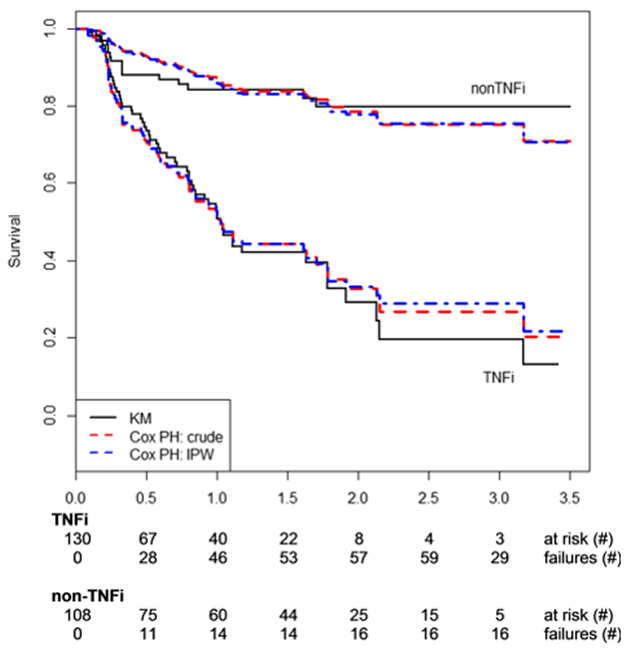 1.0
0.8
0.6
0.4
0.2
0.0
Survival
nonTNFi
TNFi
KM
Cox PH: crude
Cox PH: IPW
0.0 0.5 1.0 1.5 2.0 2.5 3.0 3.5
TNFi
130 67 40 22 8 4 3 at risk (#)
0 28 46 53 57 59 29 failures (#)
non-TNFi
108 75 60 44 25 15 5 at risk (#)
0 11 14 14 16 16 16 failures (#)